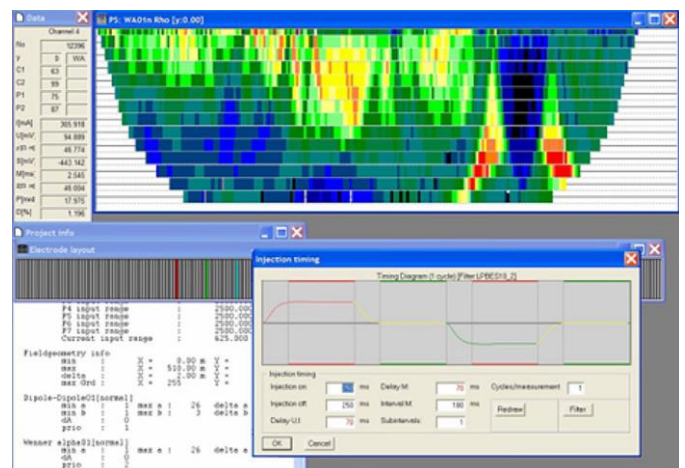 Data
Channel 4
No 12396
y 0 WA
C1 63
C2 99
P1 75
P2 87
I[mA] 305.918
U[mV] 94.889
46.774
S[mV -443.142
M[ms 2.545
46.004
P[mrd 17.975
D[%] 1.196
P5: WA01n Rho [y:0.00]
Project info
Electrode layout
P4 input range : 2500.000
P5 input range : 2500.000
P6 input range : 2500.000
P7 input range : 2500.000
Current input range : 625.000
Fieldgeometry info
min : X = 0.00 m Y =
max : X = 510.00 m Y =
delta : X = 2.00 m Y =
max Grd : X = 255 Y =
Dipole-Dipole01[normal]
min a : 1 max a : 26 delta a
min b : 1 max b : 3 delta b
dA : 0
prio : 1
Wenner alpha01[normal]
min a : 1 max a : 26 delta a
dA : 0
prio : 2
Injection timing
Timing Diagram (1 cycle) [Filter:LPBES10_2]
Injection timing
Injection on: ms Delay M: 70 ms Cycles/measurement 1
Injection off: 250 ms Interval M: 180 ms Redraw Filter
Delay U,I: 70 ms Subintervals: 1
OK Cancel